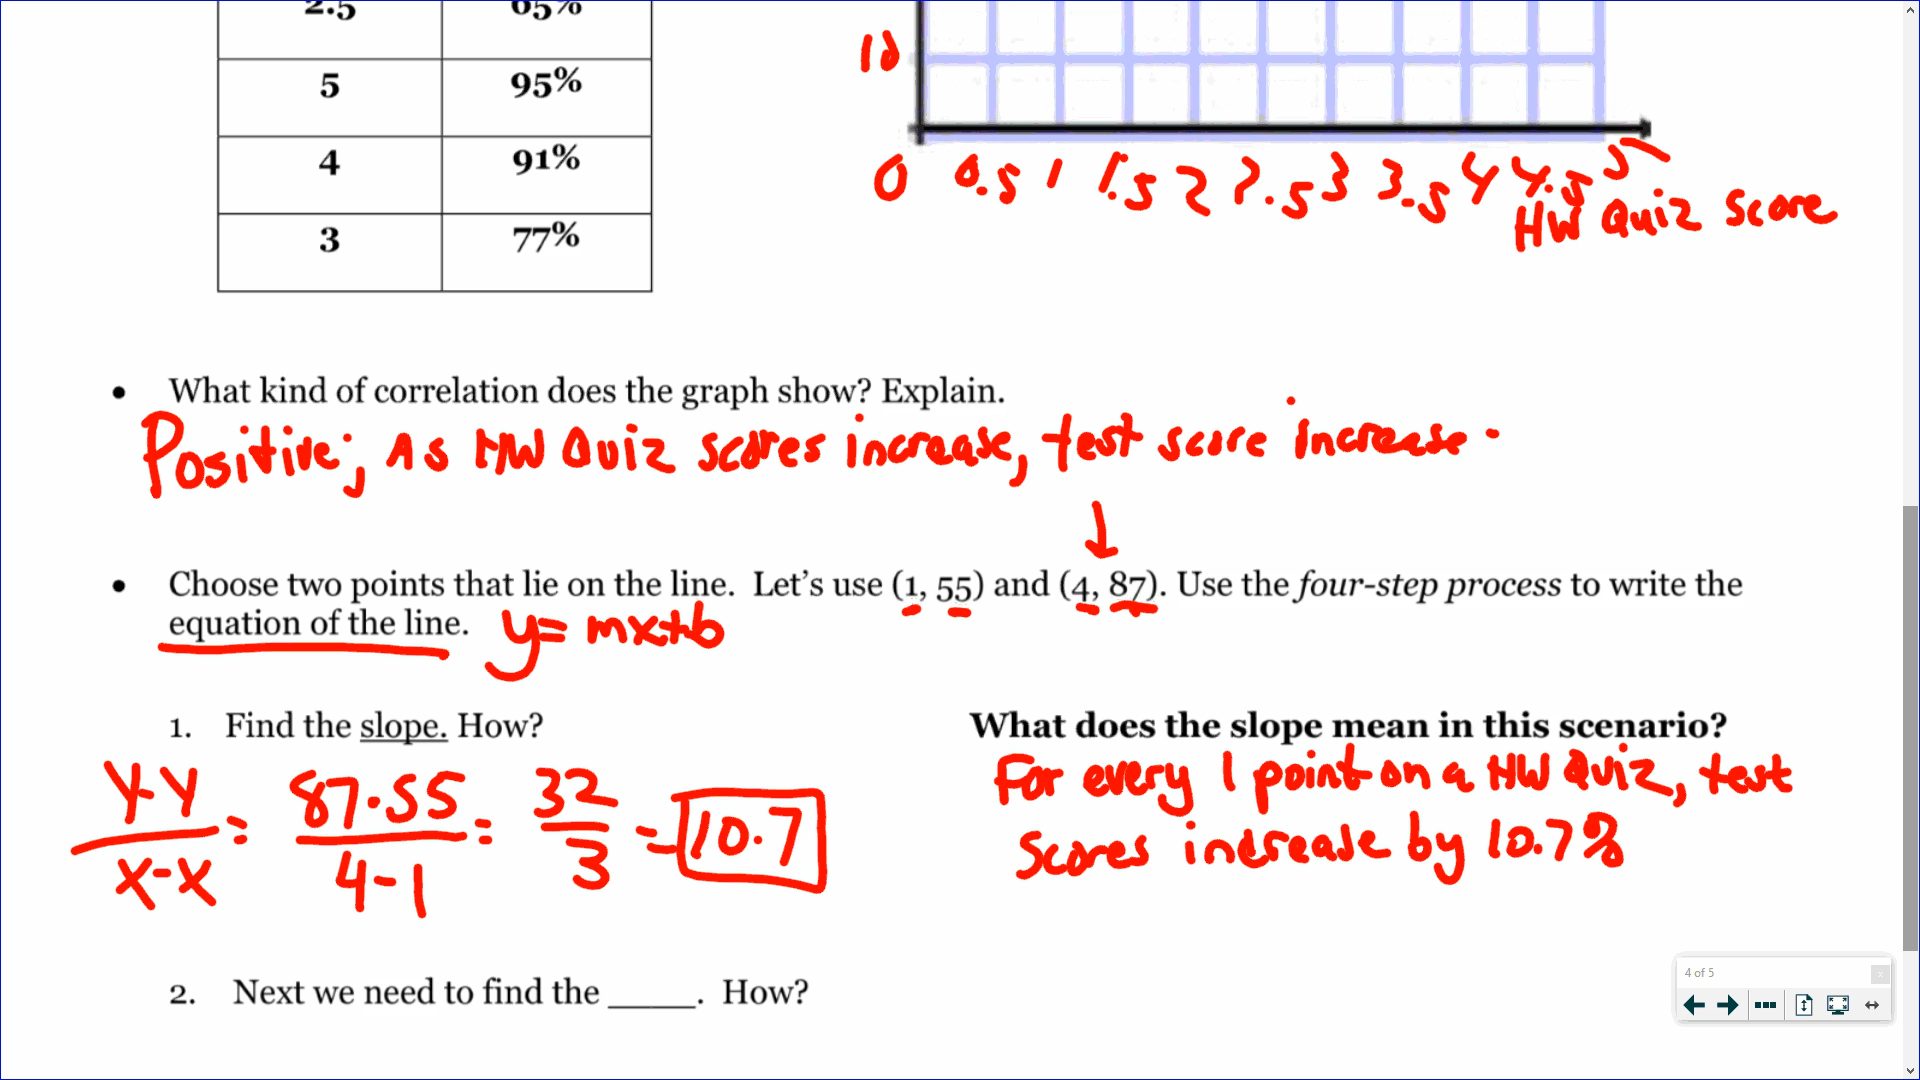 2.5 65%
5 95%
4 91%
3 77%
10
0 0.5 1 1.5 2 2.5 3 3.5 4 4.5 5
HW Quiz Score
• What kind of correlation does the graph show? Explain.
Positive; As HW Quiz scores increase, test score increase.
• Choose two points that lie on the line. Let's use (1, 55) and (4, 87). Use the four-step process to write the
equation of the line. y = mx+b
1. Find the slope. How?
What does the slope mean in this scenario?
y-y / x-x = 87-55 / 4-1 = 32 / 3 = 10.7
For every 1 point on a HW Quiz, test
scores increase by 10.7%
2. Next we need to find the _____. How?
4 of 5